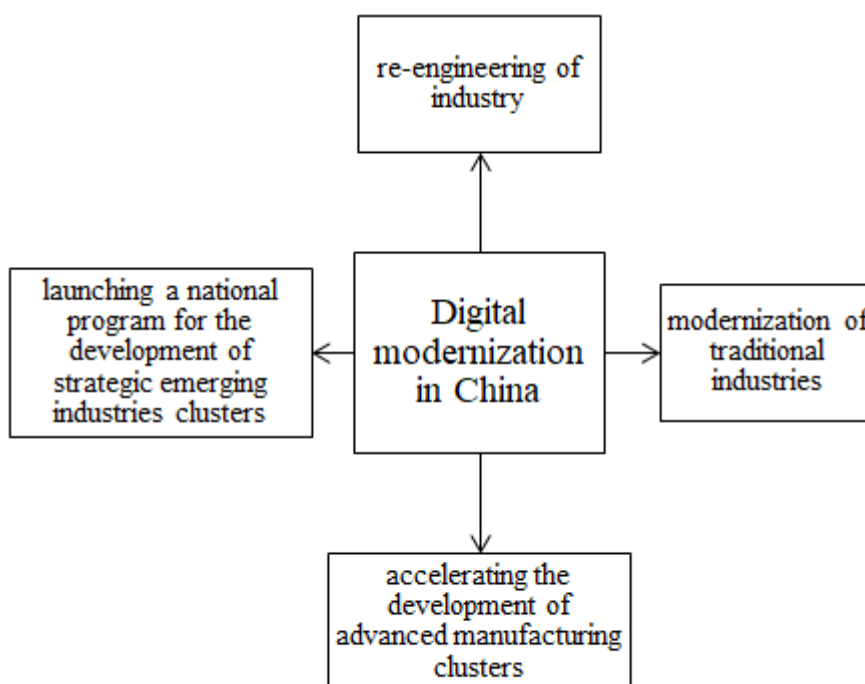 re-engineering of
industry
launching a national
program for the
development of
strategic emerging
industries clusters
Digital
modernization
in China
modernization of
traditional
industries
accelerating the
development of
advanced manufacturing
clusters